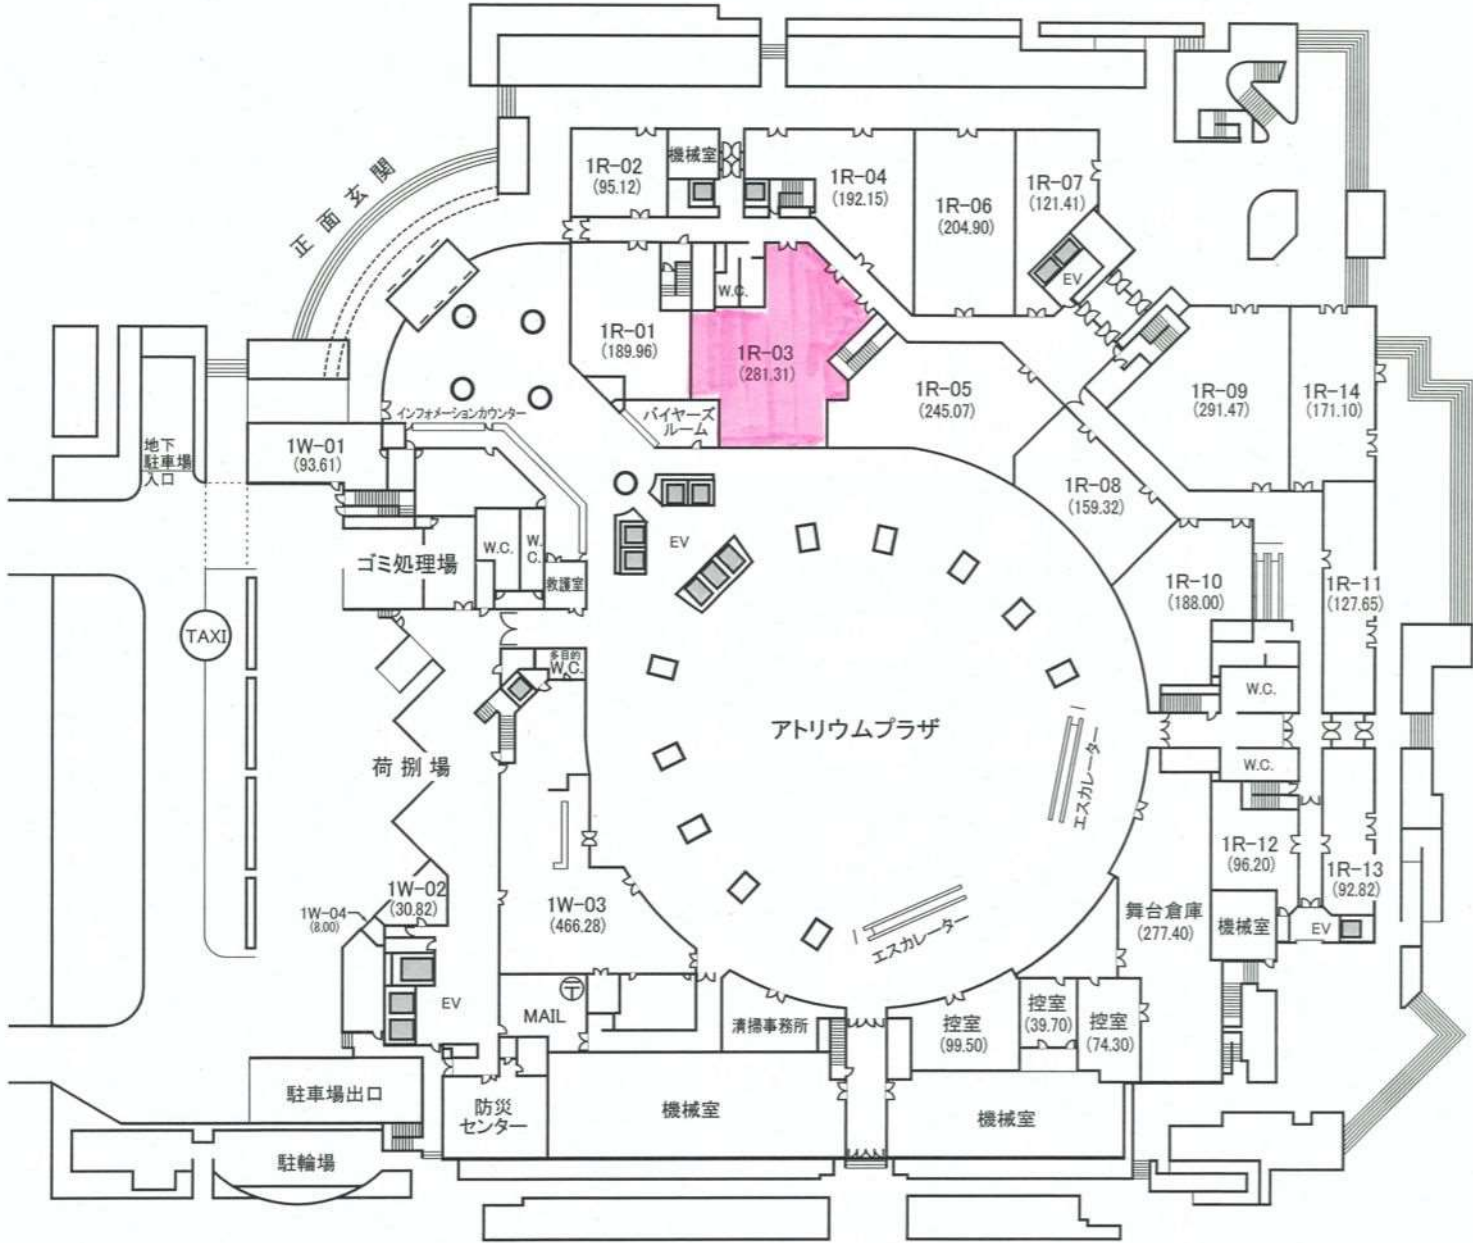 正面玄関
1R-02
(95.12)
機械室
1R-04
(192.15)
1R-06
(204.90)
1R-07
(121.41)
EV
W.C.
1R-01
(189.96)
1R-03
(281.31)
1R-05
(245.07)
1R-09
(291.47)
1R-14
(171.10)
インフォメーションカウンター
バイヤーズ
ルーム
1W-01
(93.61)
地下
駐車場
入口
1R-08
(159.32)
EV
W.C.
W.
C.
ゴミ処理場
救護室
1R-10
(188.00)
1R-11
(127.65)
TAXI
多目的
W.C.
W.C.
アトリウムプラザ
エスカレーター
荷捌場
W.C.
1R-12
(96.20)
1R-13
(92.82)
1W-02
(30.82)
1W-04
(8.00)
1W-03
(466.28)
エスカレーター
舞台倉庫
(277.40)
機械室
EV
EV
MAIL
〒
清掃事務所
控室
(99.50)
控室
(39.70)
控室
(74.30)
駐車場出口
防災
センター
機械室
機械室
駐輪場